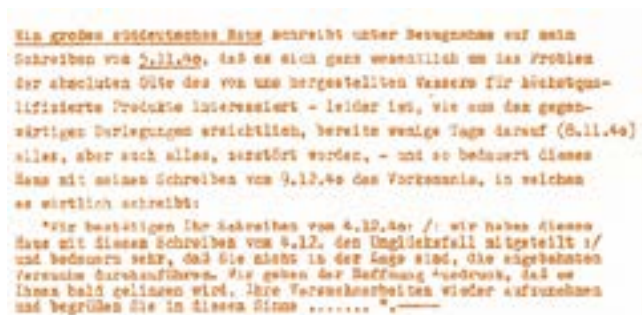 Ein großes süddeutsches Haus schreibt unter Bezugnahme auf mein
Schreiben vom 5.11.40, daß es sich ganz wesentlich um das Problem
der absoluten Güte des von uns hergestellten Wassers für höchstqua-
lifizierte Produkte interessiert - leider ist, wie aus den gegen-
wärtigen Darlegungen ersichtlich, bereits wenige Tage darauf (8.11.40)
alles, aber auch alles, zerstört worden, - und so bedauert dieses
Haus mit seinem Schreiben vom 9.12.40 das Vorkommnis, in welchem
es wörtlich schreibt:
"Wir bestätigen Ihr Schreiben vom 4.12.40: /: wir haben diesem
Haus mit diesem Schreiben vom 4.12. den Unglücksfall mitgeteilt :/
und bedauern sehr, daß Sie nicht in der Lage sind, die angebahnten
Versuche durchzuführen. Wir geben der Hoffnung Ausdruck, daß es
Ihnen bald gelingen wird, Ihre Versuchsarbeiten wieder aufzunehmen
und begrüßen Sie in diesem Sinne ....... ".——